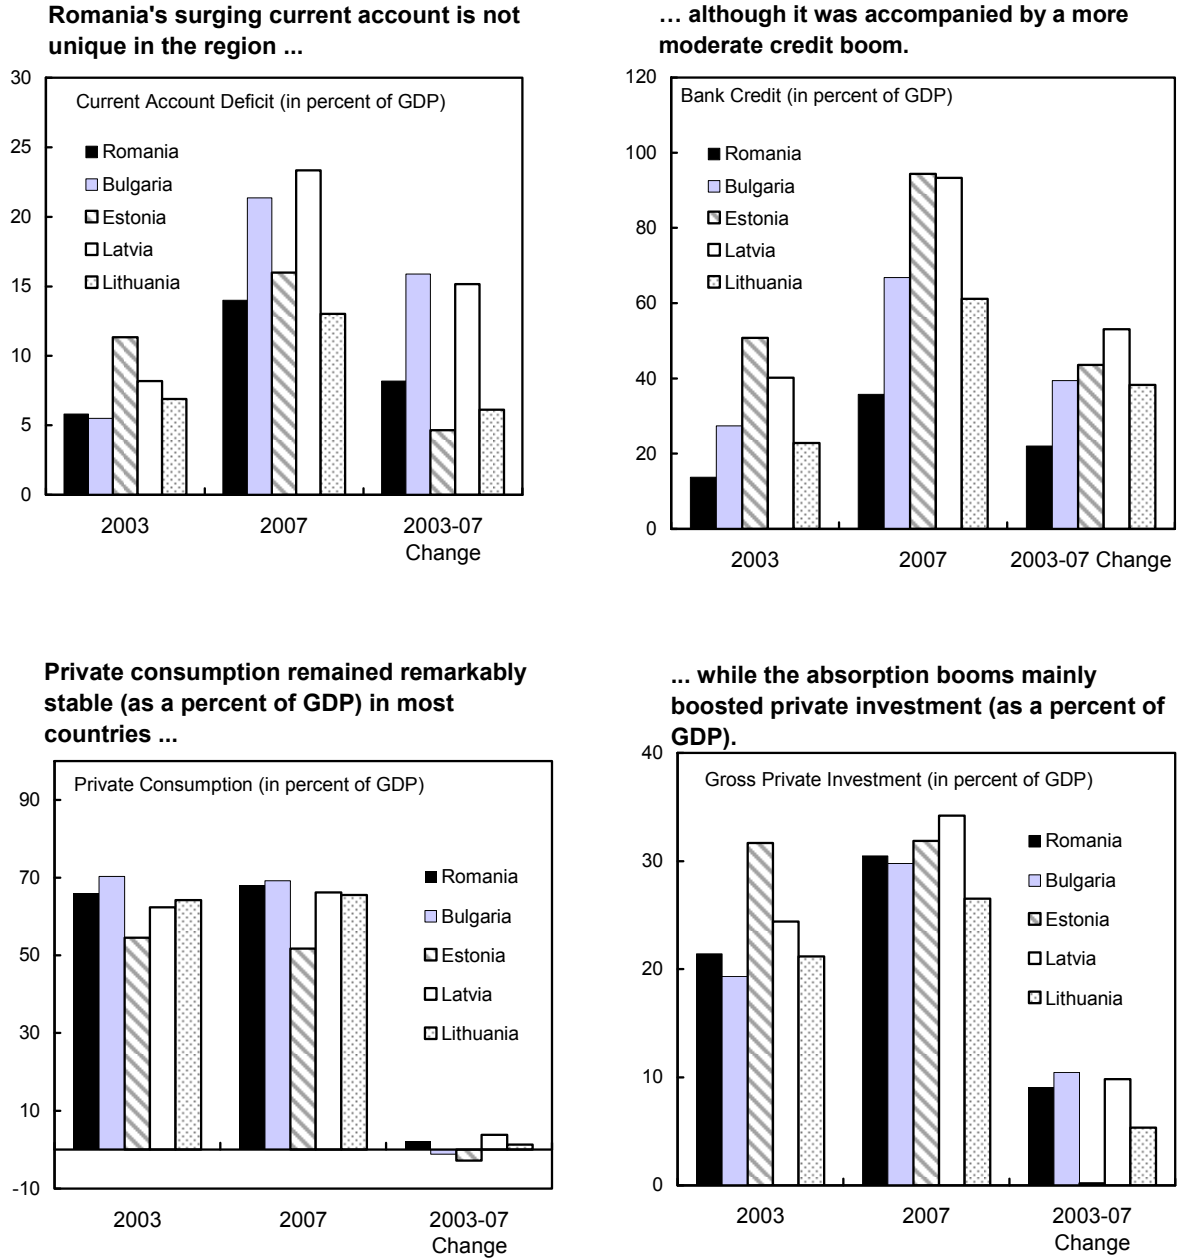 Romania's surging current account is not
unique in the region ...
30
25
20
15
10
5
0
Current Account Deficit (in percent of GDP)
Romania
Bulgaria
Estonia
Latvia
Lithuania
2003
2007
2003-07
Change
… although it was accompanied by a more
moderate credit boom.
120
100
80
60
40
20
0
Bank Credit (in percent of GDP)
Romania
Bulgaria
Estonia
Latvia
Lithuania
2003
2007
2003-07 Change
Private consumption remained remarkably
stable (as a percent of GDP) in most
countries ...
90
70
50
30
10
-10
Private Consumption (in percent of GDP)
Romania
Bulgaria
Estonia
Latvia
Lithuania
2003
2007
2003-07
Change
... while the absorption booms mainly
boosted private investment (as a percent of
GDP).
40
30
20
10
0
Gross Private Investment (in percent of GDP)
Romania
Bulgaria
Estonia
Latvia
Lithuania
2003
2007
2003-07
Change